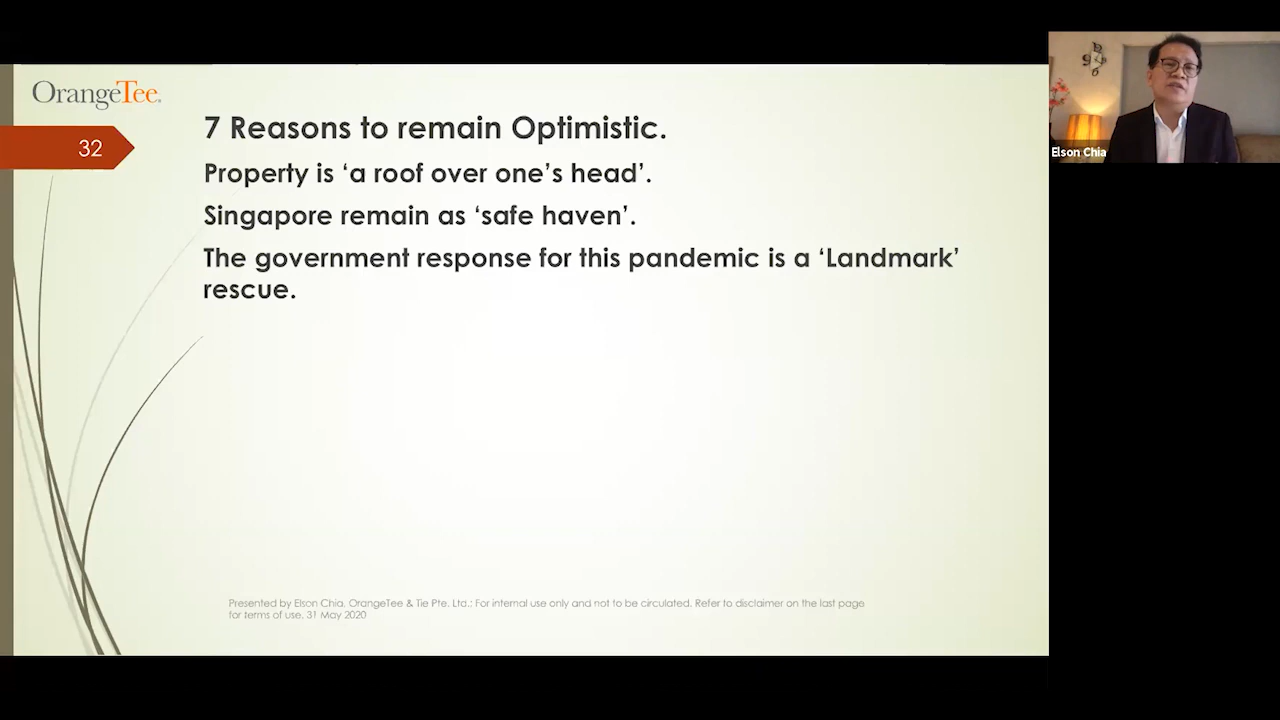 OrangeTee.
32
7 Reasons to remain Optimistic.
Property is ‘a roof over one’s head’.
Singapore remain as ‘safe haven’.
The government response for this pandemic is a ‘Landmark’
rescue.
Presented by Elson Chia. OrangeTee & Tie Pte. Lta.; For internal use only and not to be circulated. Refer to disclaimer on the last page
for terms of use. 31 May 2020
Elson Chia